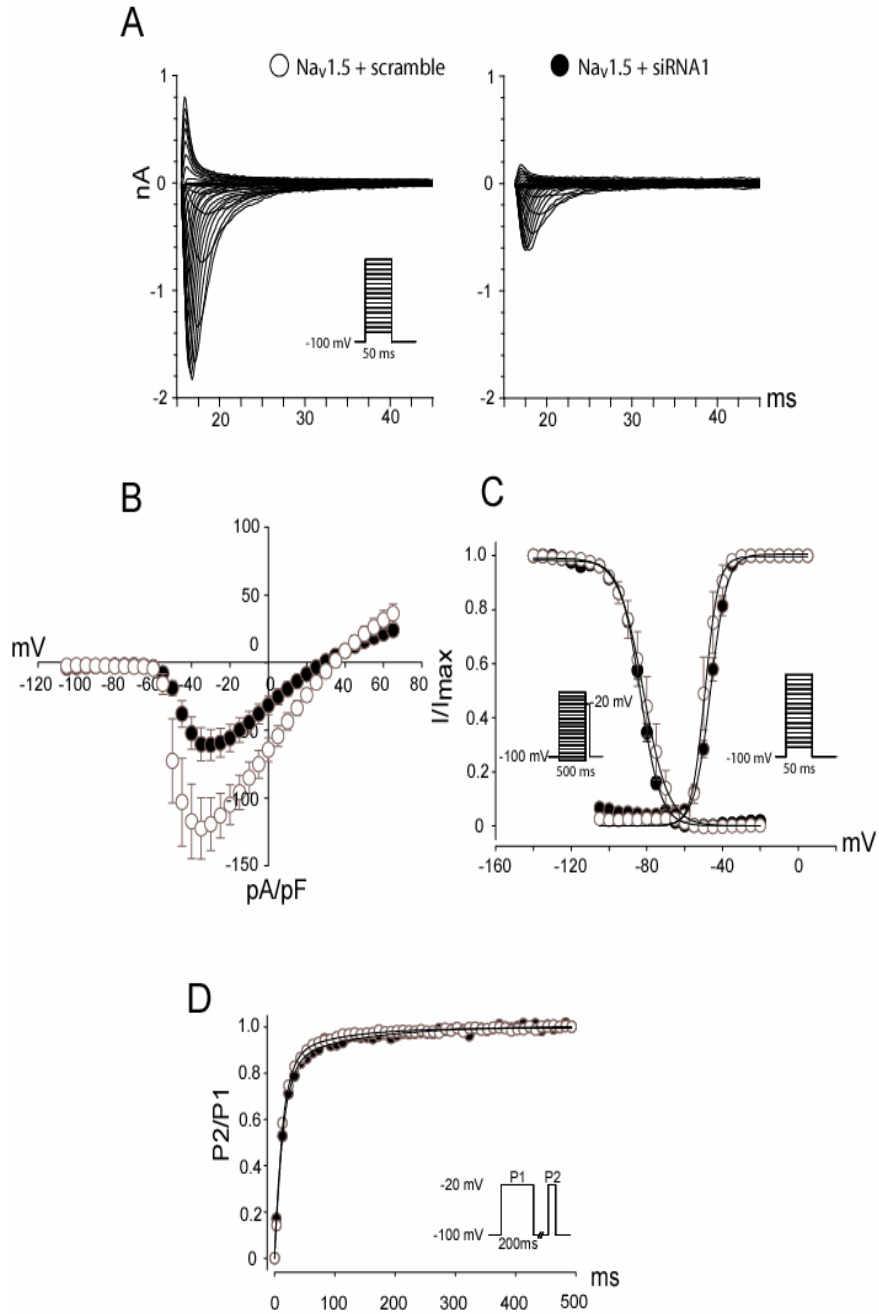 A
Nav1.5 + scramble
Nav1.5 + siRNA1
nA
1
0
-1
-2
20
30
40
-100 mV
50 ms
1
0
-1
-2
20
30
40
ms
B
100
50
0
-50
-100
-150
mV
-120 -100 -80 -60 -40 -20 0 20 40 60 80
pA/pF
C
I/Imax
1.0
0.8
0.6
0.4
0.2
0
-20 mV
-100 mV
500 ms
-100 mV
50 ms
-160 -120 -80 -40 0
mV
D
P2/P1
1.0
0.8
0.6
0.4
0.2
0
P1 P2
-20 mV
-100 mV
200ms
0 100 200 300 400 500
ms